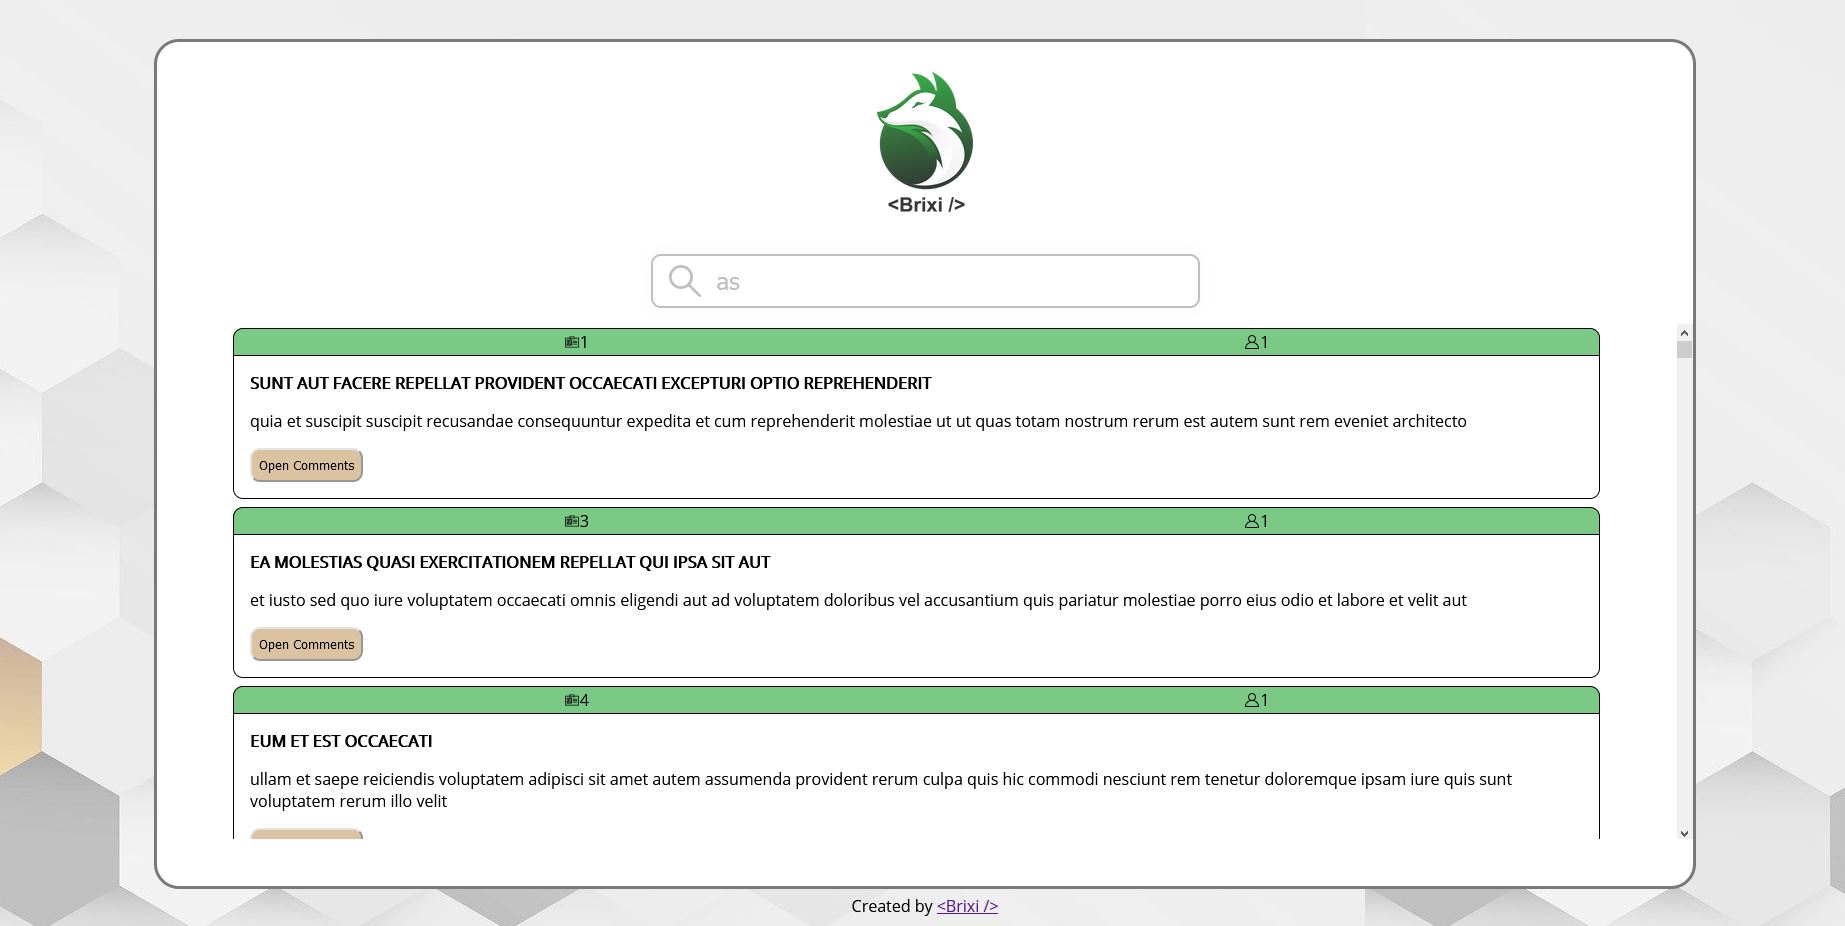 <Brixi />
as
1 1
SUNT AUT FACERE REPELLAT PROVIDENT OCCAECATI EXCEPTURI OPTIO REPREHENDERIT
quia et suscipit suscipit recusandae consequuntur expedita et cum reprehenderit molestiae ut ut quas totam nostrum rerum est autem sunt rem eveniet architecto
Open Comments
3 1
EA MOLESTIAS QUASI EXERCITATIONEM REPELLAT QUI IPSA SIT AUT
et iusto sed quo iure voluptatem occaecati omnis eligendi aut ad voluptatem doloribus vel accusantium quis pariatur molestiae porro eius odio et labore et velit aut
Open Comments
4 1
EUM ET EST OCCAECATI
ullam et saepe reiciendis voluptatem adipisci sit amet autem assumenda provident rerum culpa quis hic commodi nesciunt rem tenetur doloremque ipsam iure quis sunt
voluptatem rerum illo velit
Created by <Brixi />